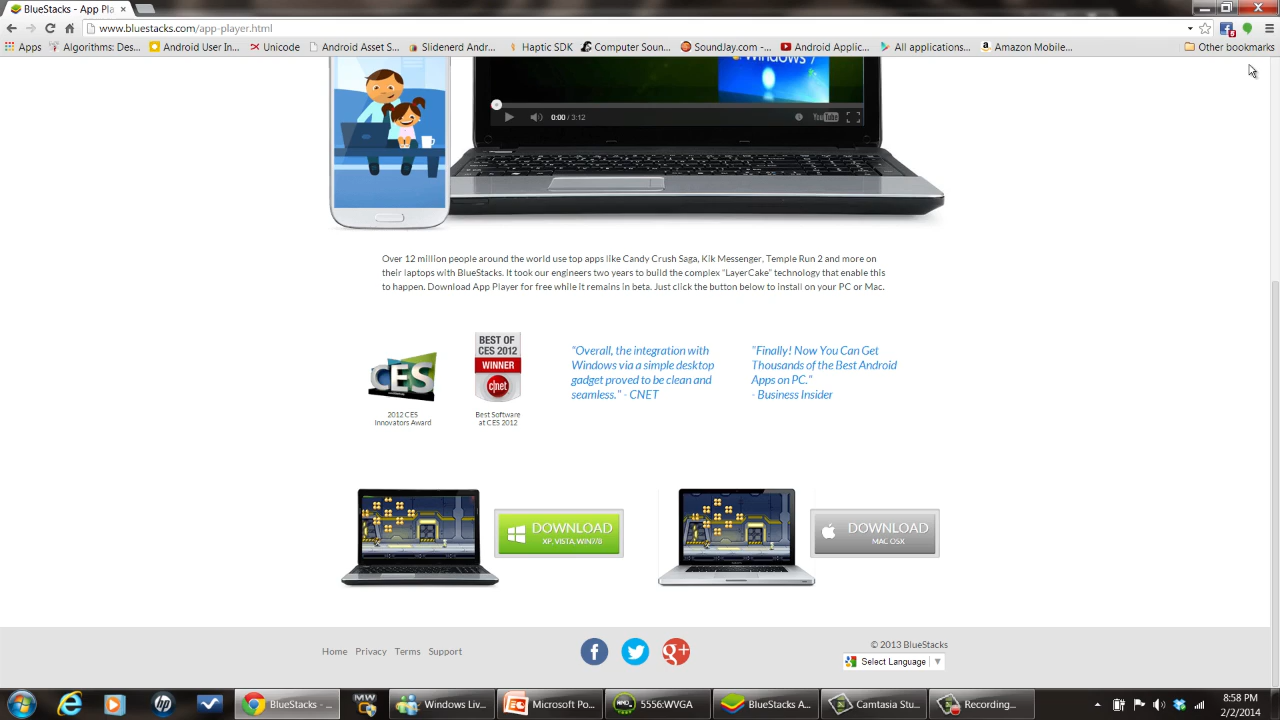 BlueStacks - App Pla
www.bluestacks.com/app-player.html
Apps
Algorithms: Des...
Android User In...
Unicode
Android Asset S...
Slidenerd Andr...
Haptic SDK
Computer Soun...
SoundJay.com -...
Android Applic...
All applications...
Amazon Mobile...
Other bookmarks
Windows 7
0:00 / 3:12
YouTube
Over 12 million people around the world use top apps like Candy Crush Saga, Kik Messenger, Temple Run 2 and more on
their laptops with BlueStacks. It took our engineers two years to build the complex "LayerCake" technology that enable this
to happen. Download App Player for free while it remains in beta. Just click the button below to install on your PC or Mac.
CES
2012 CES
Innovators Award
BEST OF
CES 2012
WINNER
c|net
Best Software
at CES 2012
"Overall, the integration with
Windows via a simple desktop
gadget proved to be clean and
seamless." - CNET
"Finally! Now You Can Get
Thousands of the Best Android
Apps on PC."
- Business Insider
DOWNLOAD
XP, VISTA, WIN7/8
DOWNLOAD
MAC OSX
Home
Privacy
Terms
Support
© 2013 BlueStacks
Select Language
BlueStacks - ...
Windows Liv...
Microsoft Po...
5556:WVGA
BlueStacks A...
Camtasia Stu...
Recording...
8:58 PM
2/2/2014